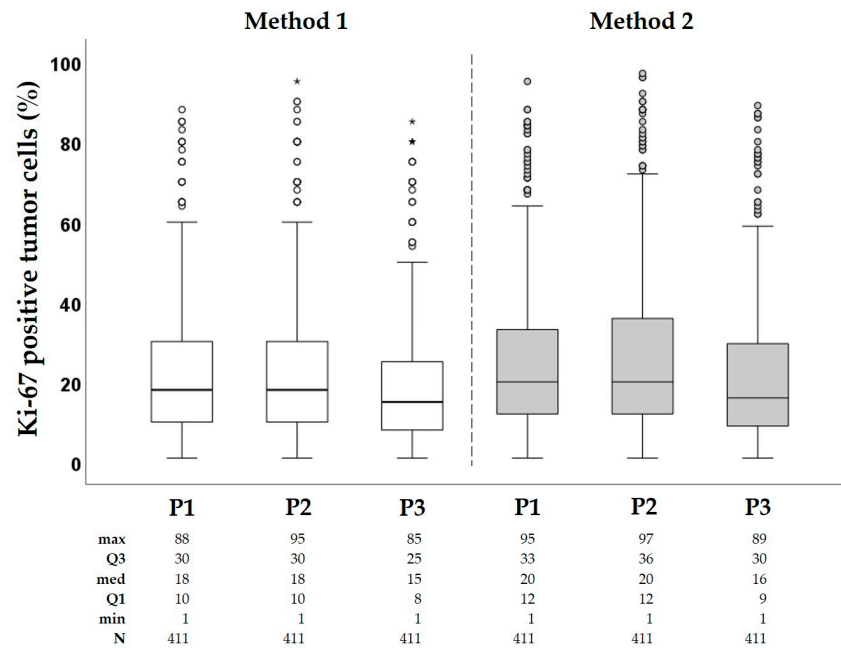 Method 1 Method 2
Ki-67 positive tumor cells (%)
100
80
60
40
20
0
P1 P2 P3 P1 P2 P3
max 88 95 85 95 97 89
Q3 30 30 25 33 36 30
med 18 18 15 20 20 16
Q1 10 10 8 12 12 9
min 1 1 1 1 1 1
N 411 411 411 411 411 411